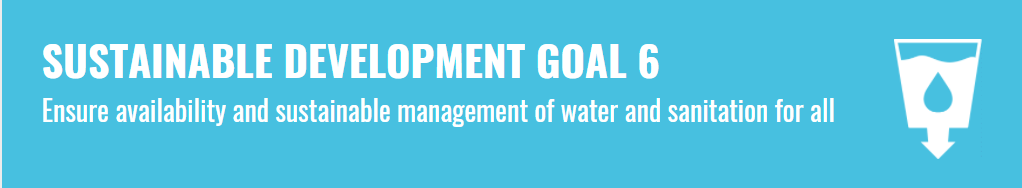 SUSTAINABLE DEVELOPMENT GOAL 6
Ensure availability and sustainable management of water and sanitation for all